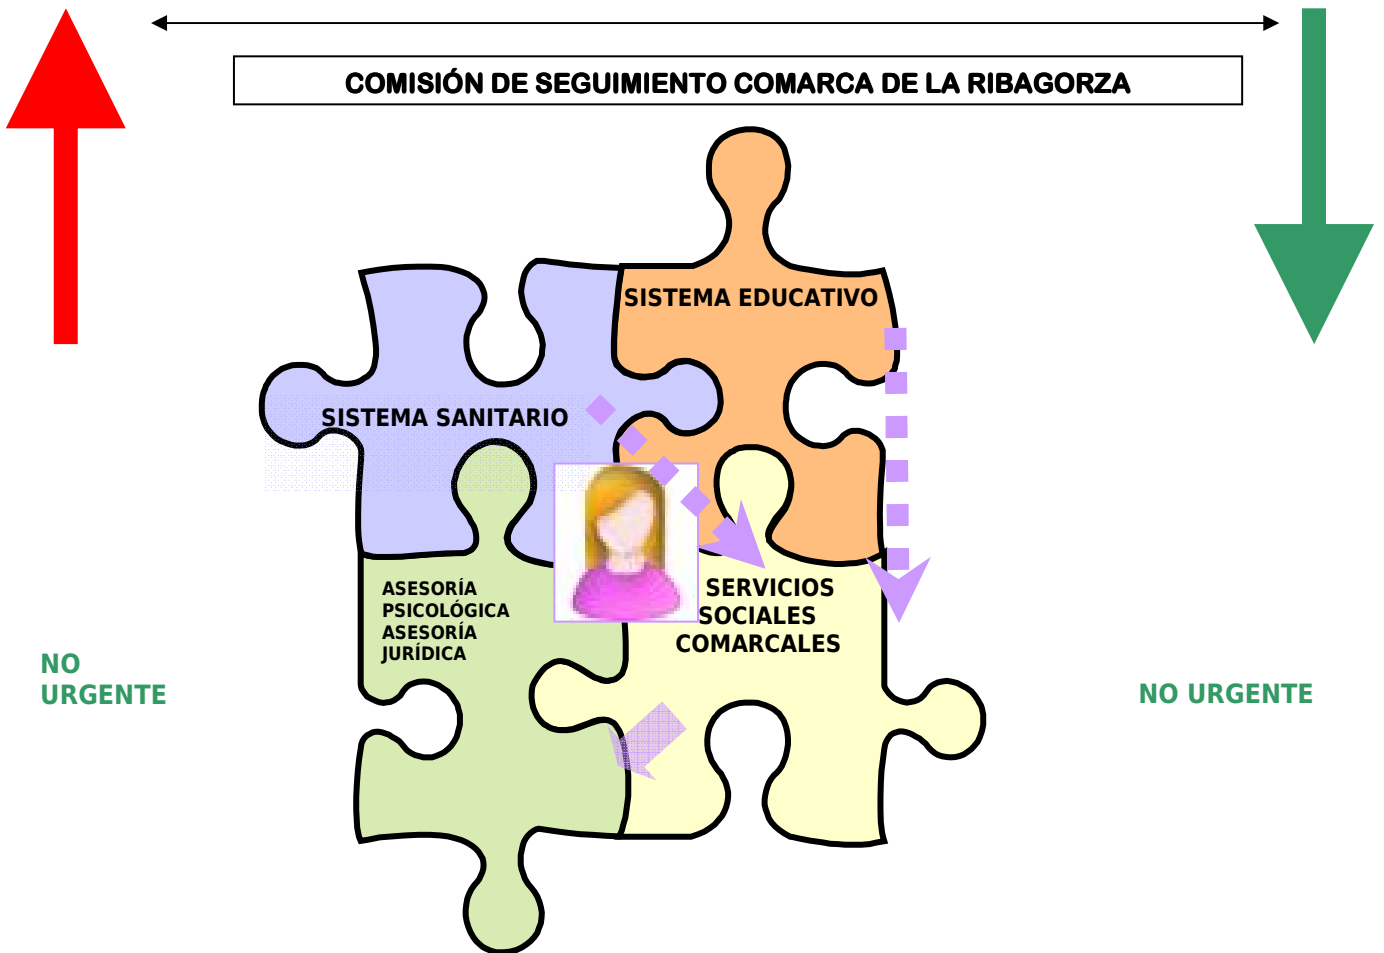 COMISIÓN DE SEGUIMIENTO COMARCA DE LA RIBAGORZA
SISTEMA EDUCATIVO
SISTEMA SANITARIO
ASESORÍA
PSICOLÓGICA
ASESORÍA
JURÍDICA
SERVICIOS
SOCIALES
COMARCALES
NO
URGENTE
NO URGENTE